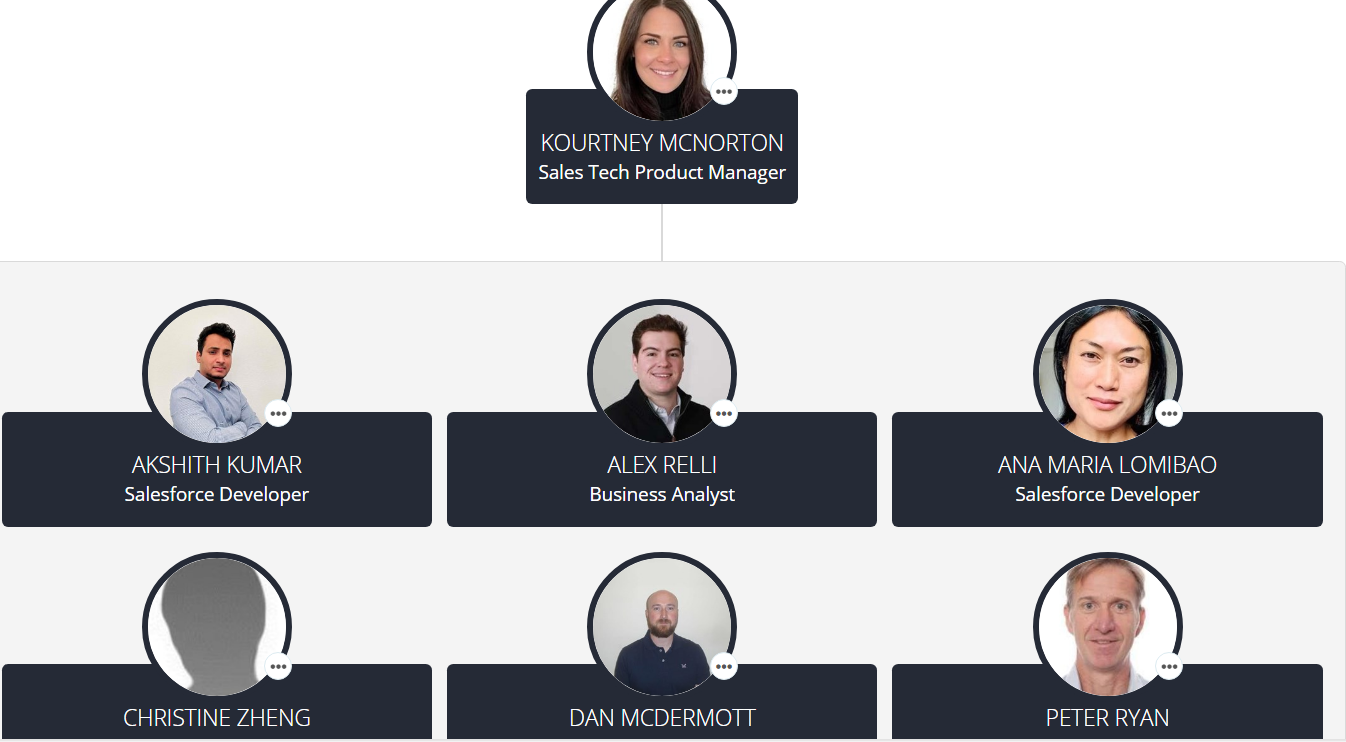 KOURTNEY MCNORTON
Sales Tech Product Manager
AKSHITH KUMAR
Salesforce Developer
ALEX RELLI
Business Analyst
ANA MARIA LOMIBAO
Salesforce Developer
CHRISTINE ZHENG
DAN MCDERMOTT
PETER RYAN